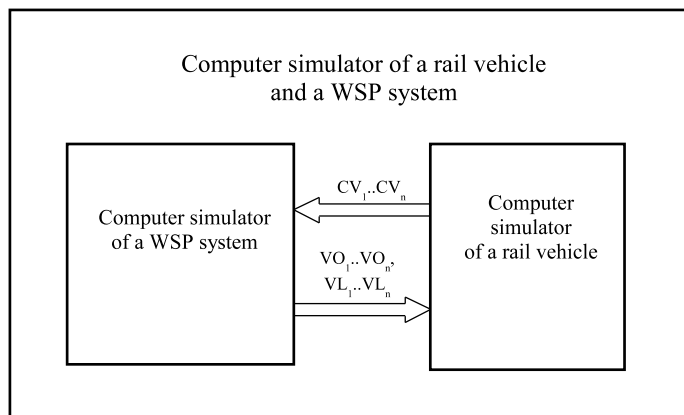 Computer simulator of a rail vehicle
and a WSP system
CV₁..CVₙ
Computer simulator
of a WSP system
Computer
simulator
of a rail vehicle
VO₁..VOₙ,
VL₁..VLₙ